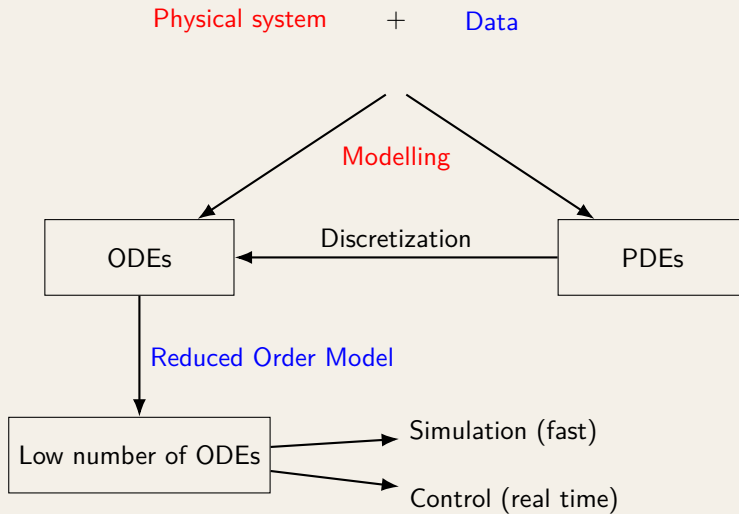 Physical system + Data
Modelling
Discretization
ODEs
PDEs
Reduced Order Model
Simulation (fast)
Low number of ODEs
Control (real time)